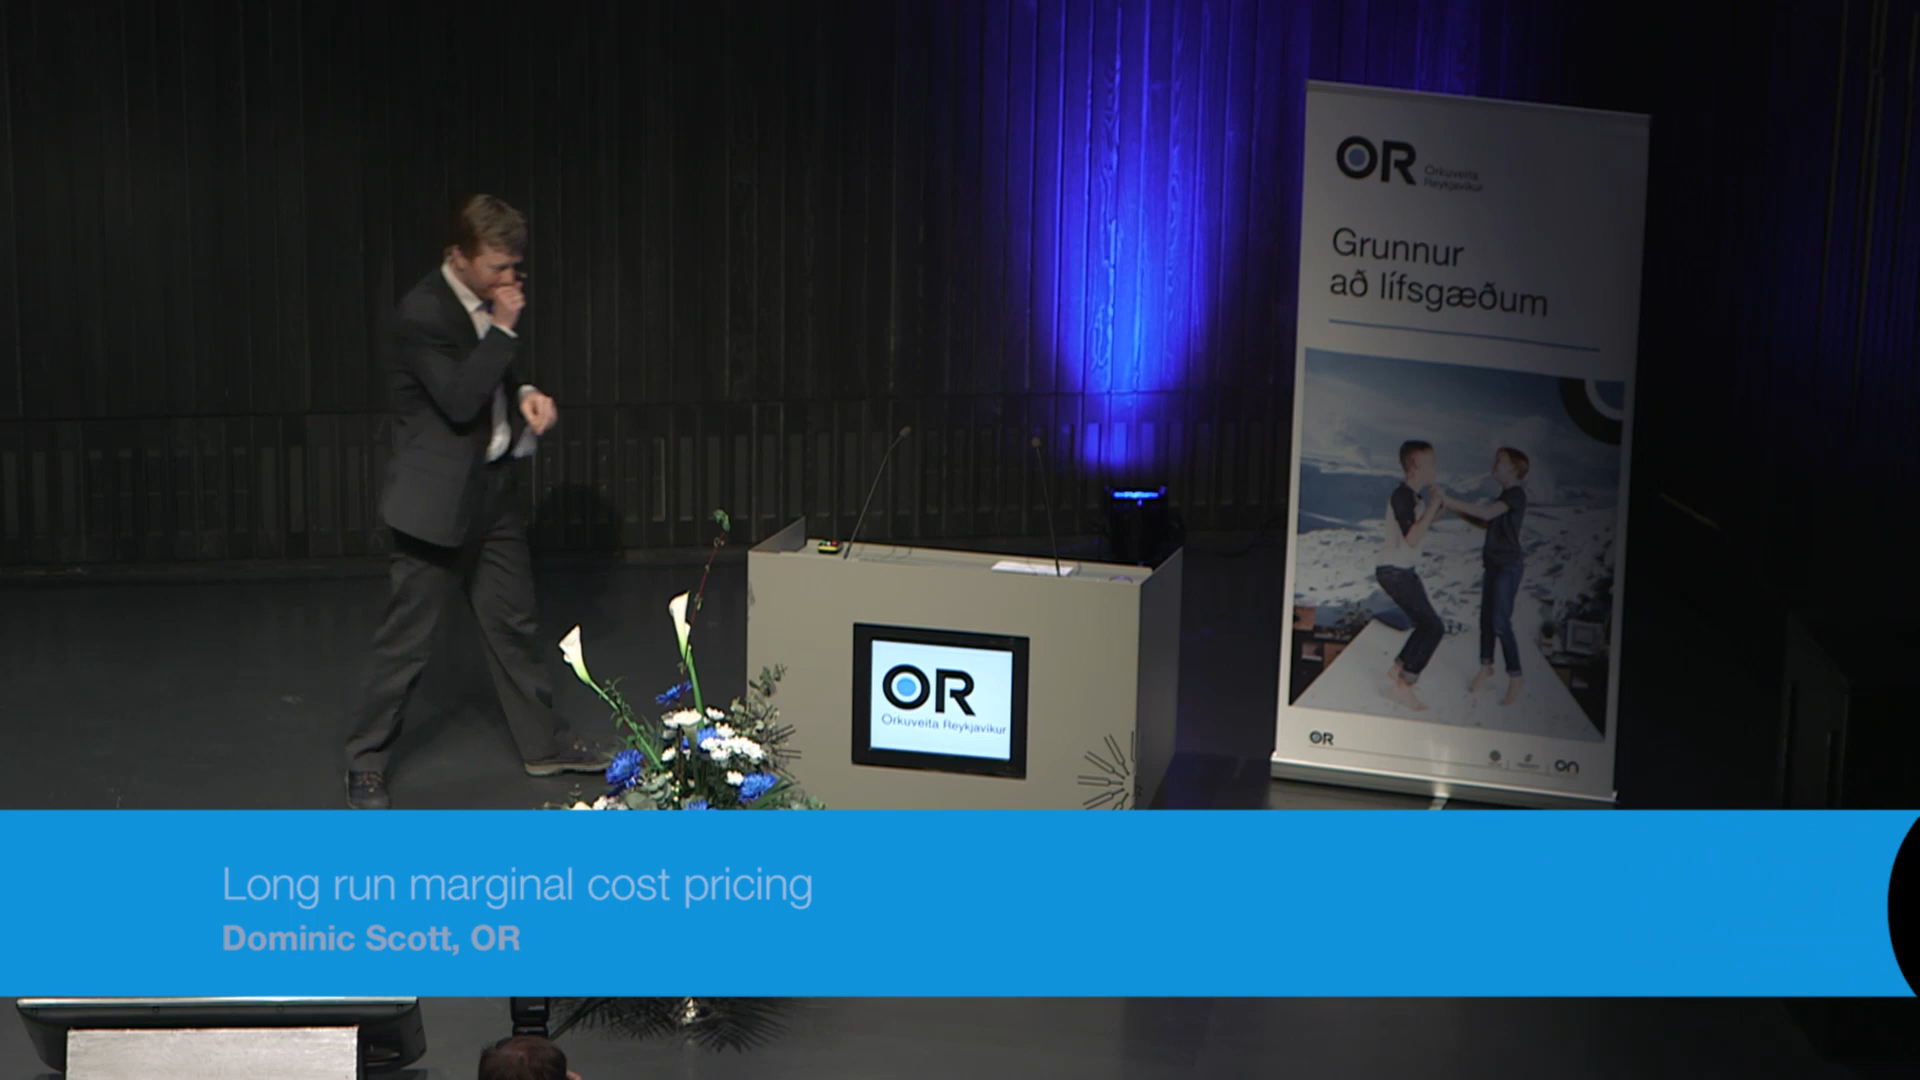 OR
Orkuveita
Reykjavíkur
Grunnur
að lífsgæðum
OR
Orkuveita Reykjavíkur
OR
on
Long run marginal cost pricing
Dominic Scott, OR